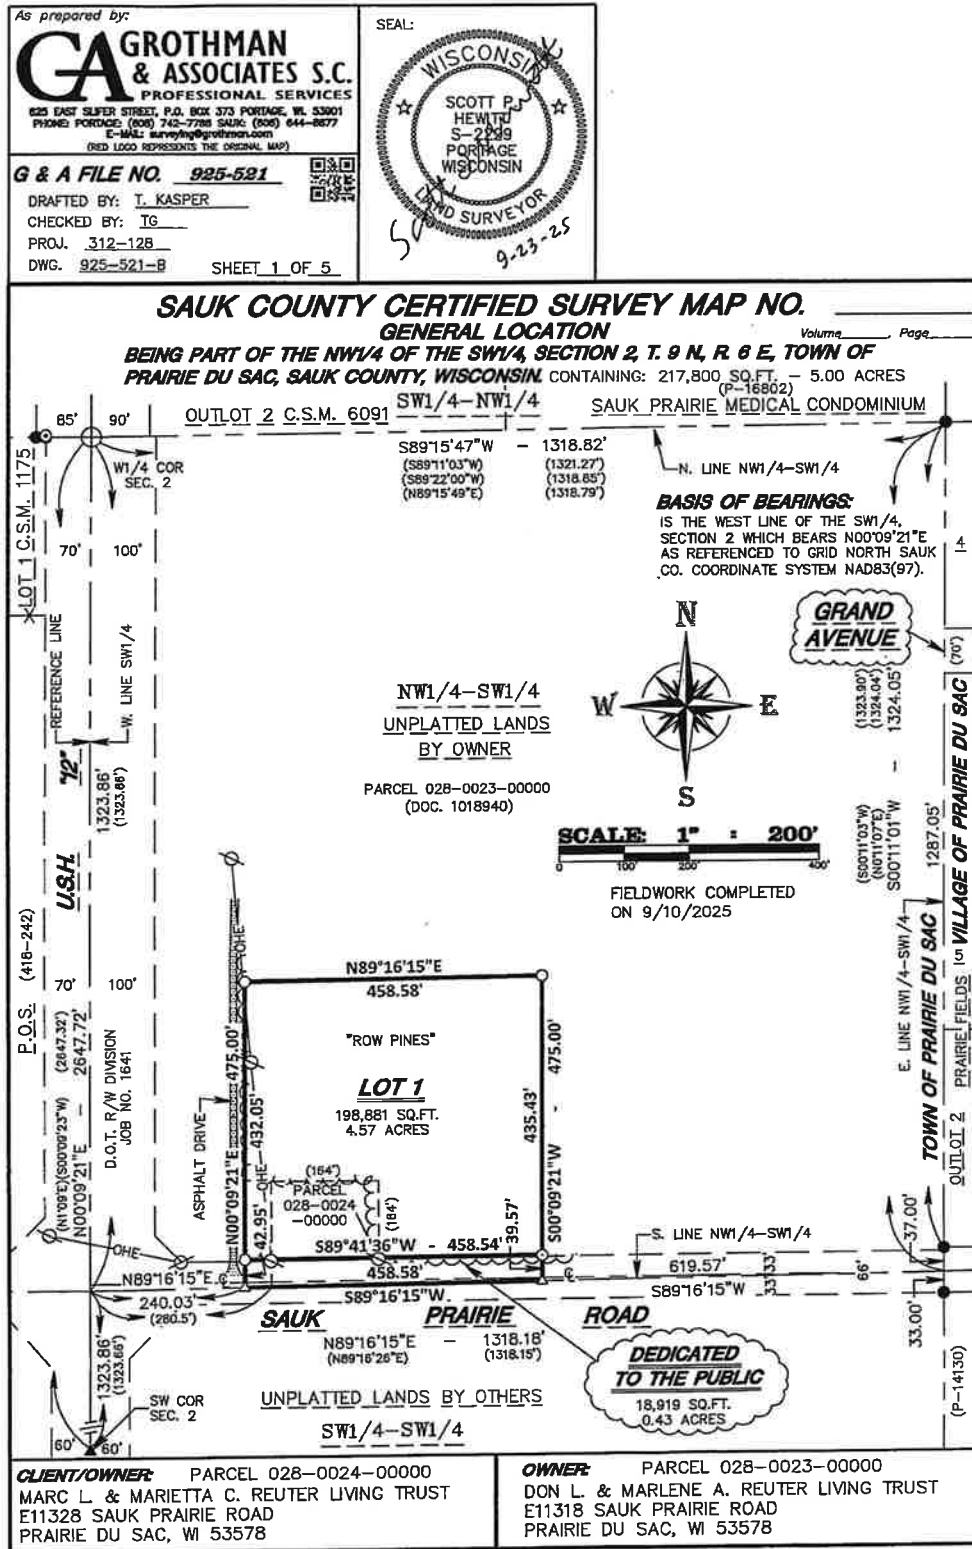 As prepared by:
GA GROTHMAN
& ASSOCIATES S.C.
PROFESSIONAL SERVICES
625 EAST SLIFER STREET, P.O. BOX 373 PORTAGE, WI. 53901
PHONE: PORTAGE: (608) 742-7788 SAUK: (608) 644-8877
E-MAIL: surveying@grothman.com
(RED LOGO REPRESENTS THE ORIGINAL MAP)
G & A FILE NO. 925-521
DRAFTED BY: T. KASPER
CHECKED BY: TG
PROJ. 312-128
DWG. 925-521-B SHEET 1 OF 5
SEAL:
WISCONSIN
SCOTT P.
HEWITT
S-2299
PORTAGE
WISCONSIN
LAND SURVEYOR
9-23-25
SAUK COUNTY CERTIFIED SURVEY MAP NO.
GENERAL LOCATION
Volume Page
BEING PART OF THE NW1/4 OF THE SW1/4, SECTION 2, T. 9 N, R. 6 E, TOWN OF
PRAIRIE DU SAC, SAUK COUNTY, WISCONSIN. CONTAINING: 217,800 SQ.FT. - 5.00 ACRES
(P-16802)
OUTLOT 2 C.S.M. 6091
SW1/4-NW1/4
SAUK PRAIRIE MEDICAL CONDOMINIUM
85' 90'
W1/4 COR
SEC. 2
S89°15'47"W - 1318.82'
(S89°11'03"W) (1321.27')
(S89°22'00"W) (1318.85')
(N89°15'49"E) (1318.79')
N. LINE NW1/4-SW1/4
BASIS OF BEARINGS:
IS THE WEST LINE OF THE SW1/4,
SECTION 2 WHICH BEARS N00°09'21"E
AS REFERENCED TO GRID NORTH SAUK
CO. COORDINATE SYSTEM NAD83(97).
LOT 1 C.S.M. 1175
70' 100'
4
REFERENCE LINE
W. LINE SW1/4
GRAND
AVENUE
(70')
N
W E
S
NW1/4-SW1/4
UNPLATTED LANDS
BY OWNER
PARCEL 028-0023-00000
(DOC. 1018940)
(1323.90')
(1324.04')
S00°11'01"W - 1324.05'
(S00°11'03"W)
(N0°11'07"E)
1287.05'
VILLAGE OF PRAIRIE DU SAC
SCALE: 1" : 200'
0 100' 200' 400'
FIELDWORK COMPLETED
ON 9/10/2025
U.S.H. "12"
1323.86'
(1323.86')
P.O.S. (418-242)
70' 100'
(N1°09'E)(S00°09'23"W) (2647.32')
N00°09'21"E - 2647.72'
D.O.T. R/W DIVISION
JOB NO. 1641
ASPHALT DRIVE
OHE
N89°16'15"E
458.58'
"ROW PINES"
LOT 1
198,881 SQ.FT.
4.57 ACRES
N00°09'21"E 475.00'
432.05'
42.95'
OHE
S00°09'21"W - 475.00'
435.43'
39.57'
(164')
PARCEL
028-0024
-00000
(184')
S89°41'36"W - 458.54'
458.58'
S89°16'15"W
E. LINE NW1/4-SW1/4
TOWN OF PRAIRIE DU SAC
OUTLOT 2 PRAIRIE FIELDS
15
S. LINE NW1/4-SW1/4
619.57'
S89°16'15"W
33' 33'
66'
37.00'
33.00'
OHE
N89°16'15"E
240.03'
(280.5')
SAUK PRAIRIE ROAD
N89°16'15"E - 1318.18'
(N89°16'26"E) (1318.15')
DEDICATED
TO THE PUBLIC
18,919 SQ.FT.
0.43 ACRES
1323.86'
(1323.66')
SW COR
SEC. 2
60' 60'
UNPLATTED LANDS BY OTHERS
SW1/4-SW1/4
(P-14130)
CLIENT/OWNER: PARCEL 028-0024-00000
MARC L. & MARIETTA C. REUTER LIVING TRUST
E11328 SAUK PRAIRIE ROAD
PRAIRIE DU SAC, WI 53578
OWNER: PARCEL 028-0023-00000
DON L. & MARLENE A. REUTER LIVING TRUST
E11318 SAUK PRAIRIE ROAD
PRAIRIE DU SAC, WI 53578